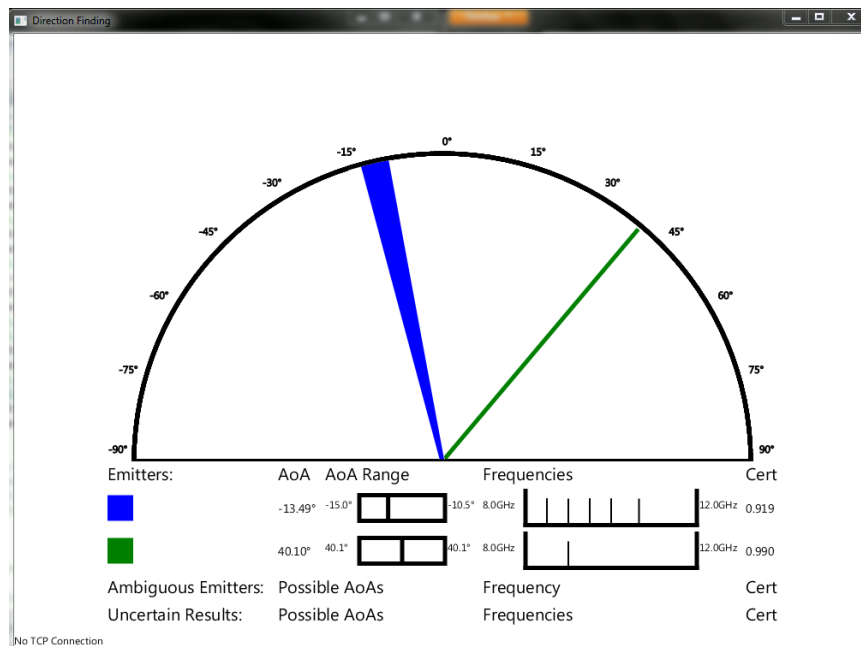 Direction Finding
0°
-15° 15°
-30° 30°
-45° 45°
-60° 60°
-75° 75°
-90° 90°
Emitters: AoA AoA Range Frequencies Cert
-13.49° -15.0° -10.5° 8.0GHz 12.0GHz 0.919
40.10° 40.1° 40.1° 8.0GHz 12.0GHz 0.990
Ambiguous Emitters: Possible AoAs Frequency Cert
Uncertain Results: Possible AoAs Frequencies Cert
No TCP Connection